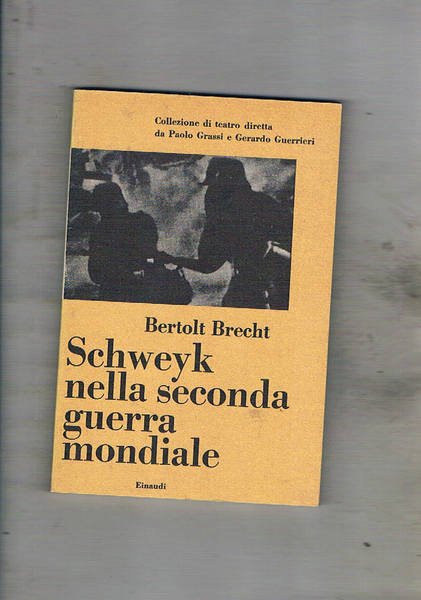 Collezione di teatro diretta
da Paolo Grassi e Gerardo Guerrieri
Bertolt Brecht
Schweyk
nella seconda
guerra
mondiale
Einaudi